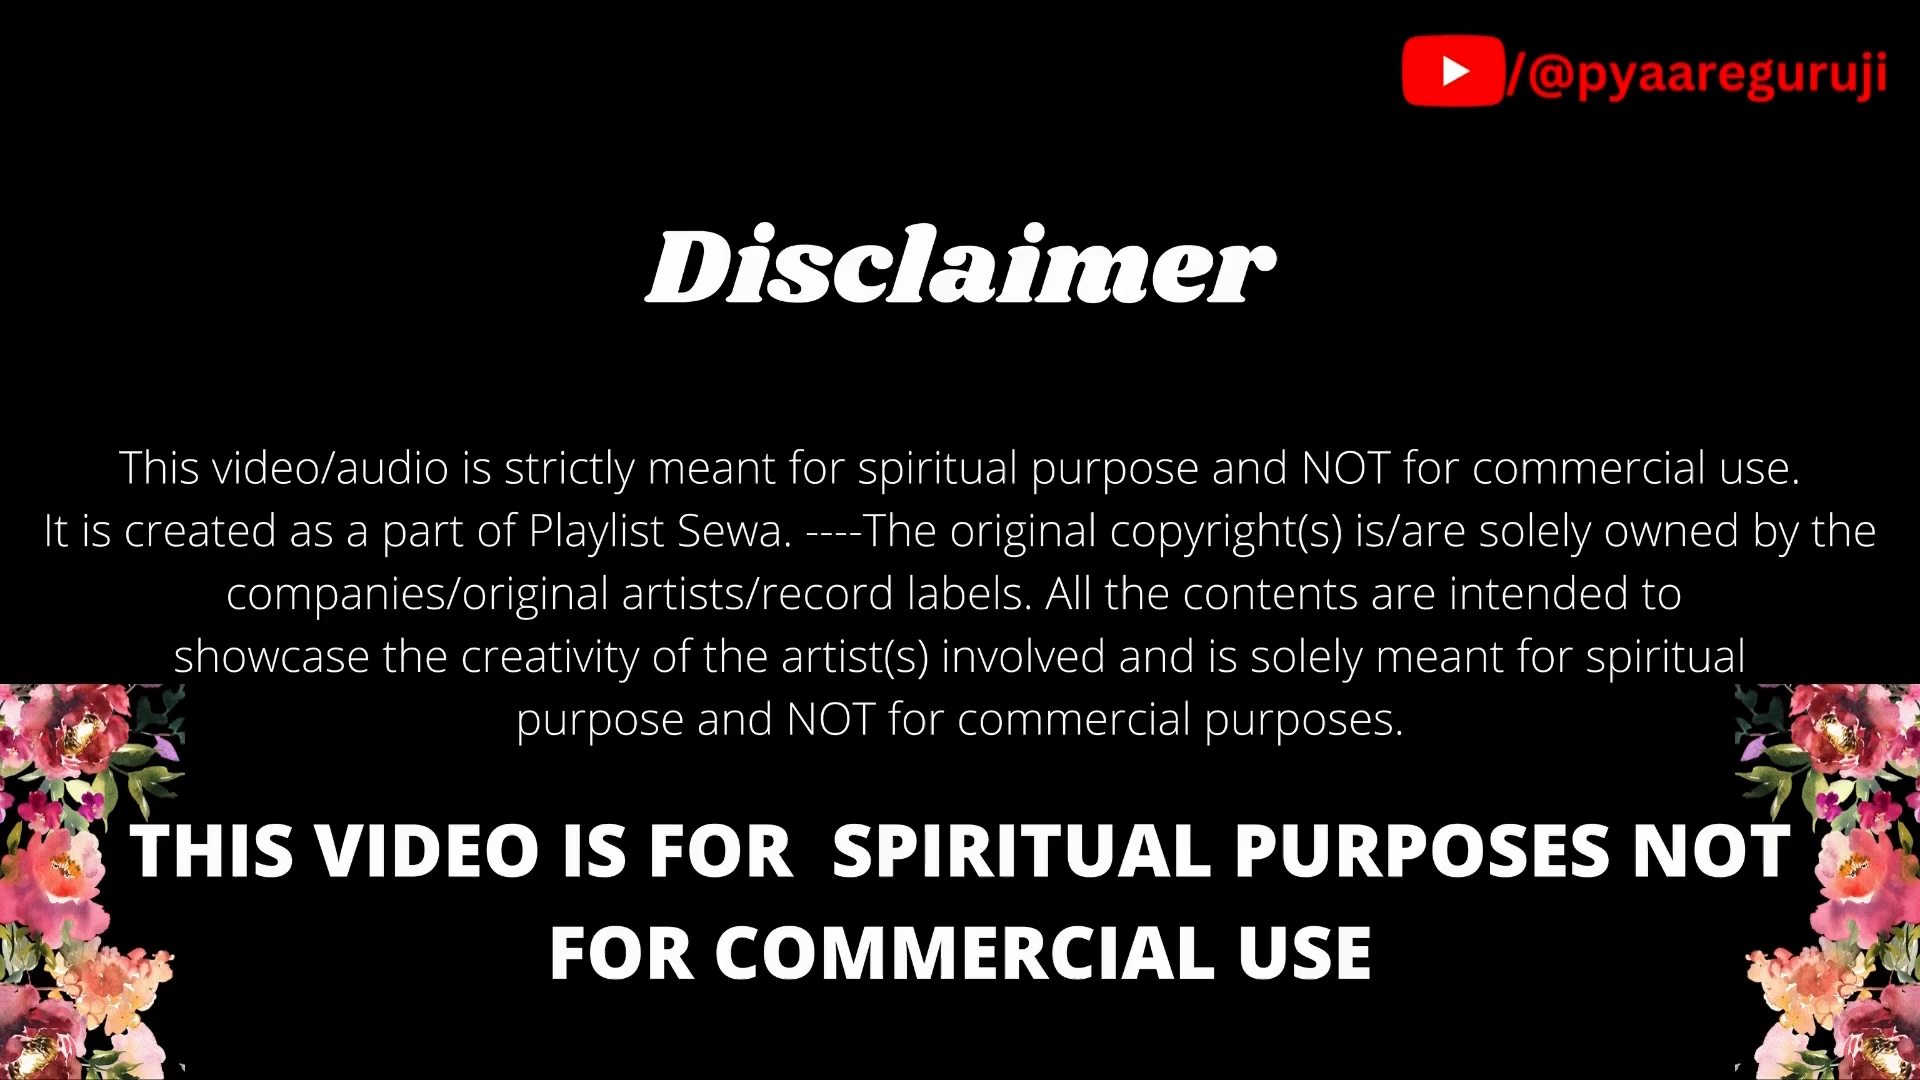 /@pyaareguruji
Disclaimer
This video/audio is strictly meant for spiritual purpose and NOT for commercial use.
It is created as a part of Playlist Sewa. ----The original copyright(s) is/are solely owned by the
companies/original artists/record labels. All the contents are intended to
showcase the creativity of the artist(s) involved and is solely meant for spiritual
purpose and NOT for commercial purposes.
THIS VIDEO IS FOR  SPIRITUAL PURPOSES NOT
FOR COMMERCIAL USE